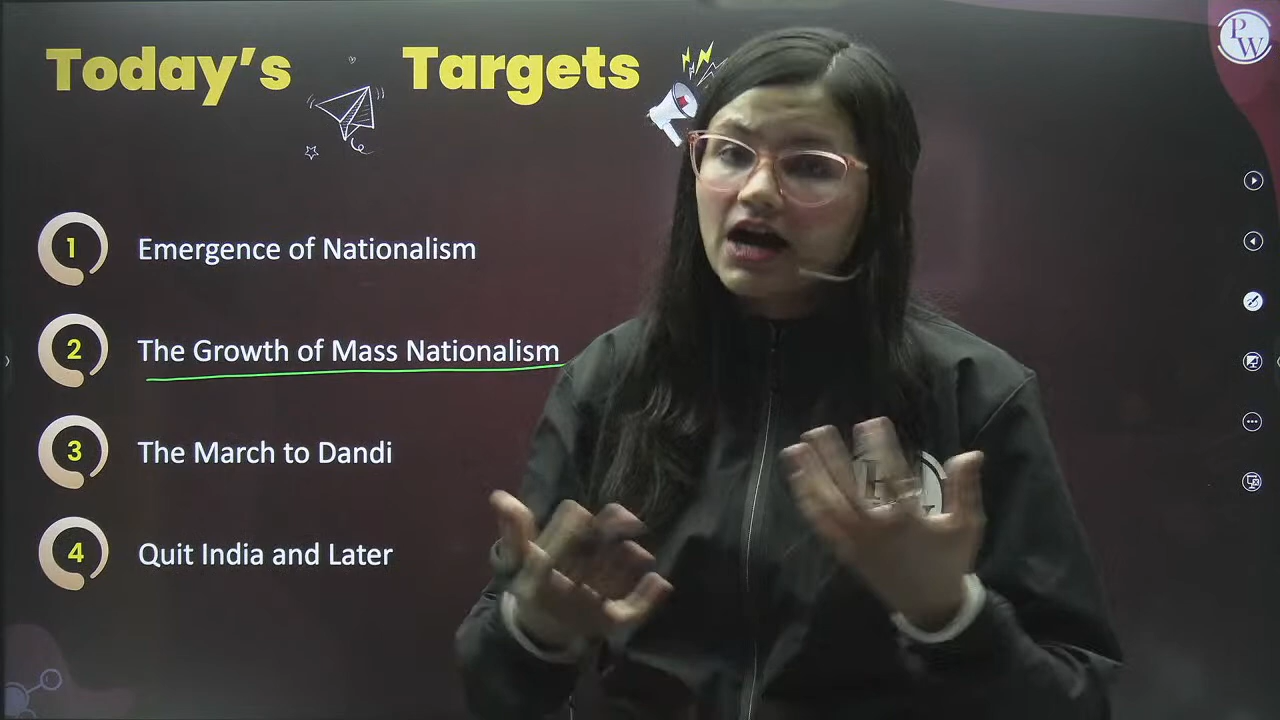 Today's Targets
PW
1 Emergence of Nationalism
2 The Growth of Mass Nationalism
3 The March to Dandi
4 Quit India and Later